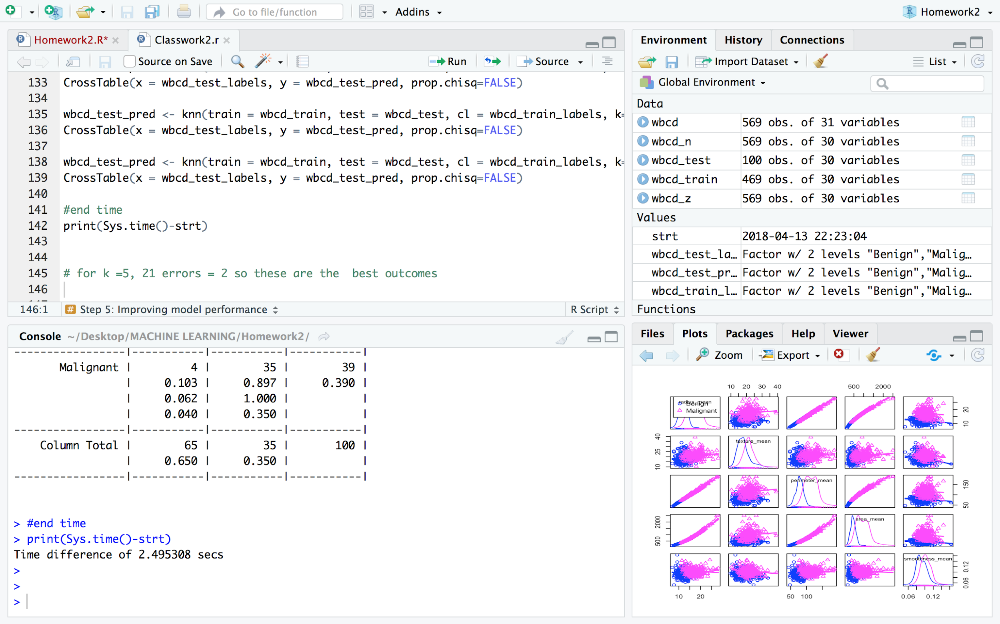 Go to file/function
Addins
Homework2
Homework2.R*
Classwork2.r
Source on Save
Run
Source
133 CrossTable(x = wbcd_test_labels, y = wbcd_test_pred, prop.chisq=FALSE)
134
135 wbcd_test_pred <- knn(train = wbcd_train, test = wbcd_test, cl = wbcd_train_labels, k=
136 CrossTable(x = wbcd_test_labels, y = wbcd_test_pred, prop.chisq=FALSE)
137
138 wbcd_test_pred <- knn(train = wbcd_train, test = wbcd_test, cl = wbcd_train_labels, k=
139 CrossTable(x = wbcd_test_labels, y = wbcd_test_pred, prop.chisq=FALSE)
140
141 #end time
142 print(Sys.time()-strt)
143
144
145 # for k =5, 21 errors = 2 so these are the  best outcomes
146
146:1 # Step 5: Improving model performance R Script
Console ~/Desktop/MACHINE LEARNING/Homework2/
-----------------|-----------|-----------|-----------|
Malignant | 4 | 35 | 39 |
| 0.103 | 0.897 | 0.390 |
| 0.062 | 1.000 | |
| 0.040 | 0.350 | |
-----------------|-----------|-----------|-----------|
Column Total | 65 | 35 | 100 |
| 0.650 | 0.350 | |
-----------------|-----------|-----------|-----------|
> #end time
> print(Sys.time()-strt)
Time difference of 2.495308 secs
>
>
>
Environment History Connections
Import Dataset List
Global Environment
Data
wbcd 569 obs. of 31 variables
wbcd_n 569 obs. of 30 variables
wbcd_test 100 obs. of 30 variables
wbcd_train 469 obs. of 30 variables
wbcd_z 569 obs. of 30 variables
Values
strt 2018-04-13 22:23:04
wbcd_test_la… Factor w/ 2 levels "Benign","Malig…
wbcd_test_pr… Factor w/ 2 levels "Benign","Malig…
wbcd_train_l… Factor w/ 2 levels "Benign","Malig…
Functions
Files Plots Packages Help Viewer
Zoom Export
10 20 30 40 500 2000
radius_mean
Benign
Malignant
10 20
10 25 40
texture_mean
perimeter_mean
50 150
500 2000
area_mean
smoothness_mean
0.06 0.12
10 20 50 100 0.06 0.12